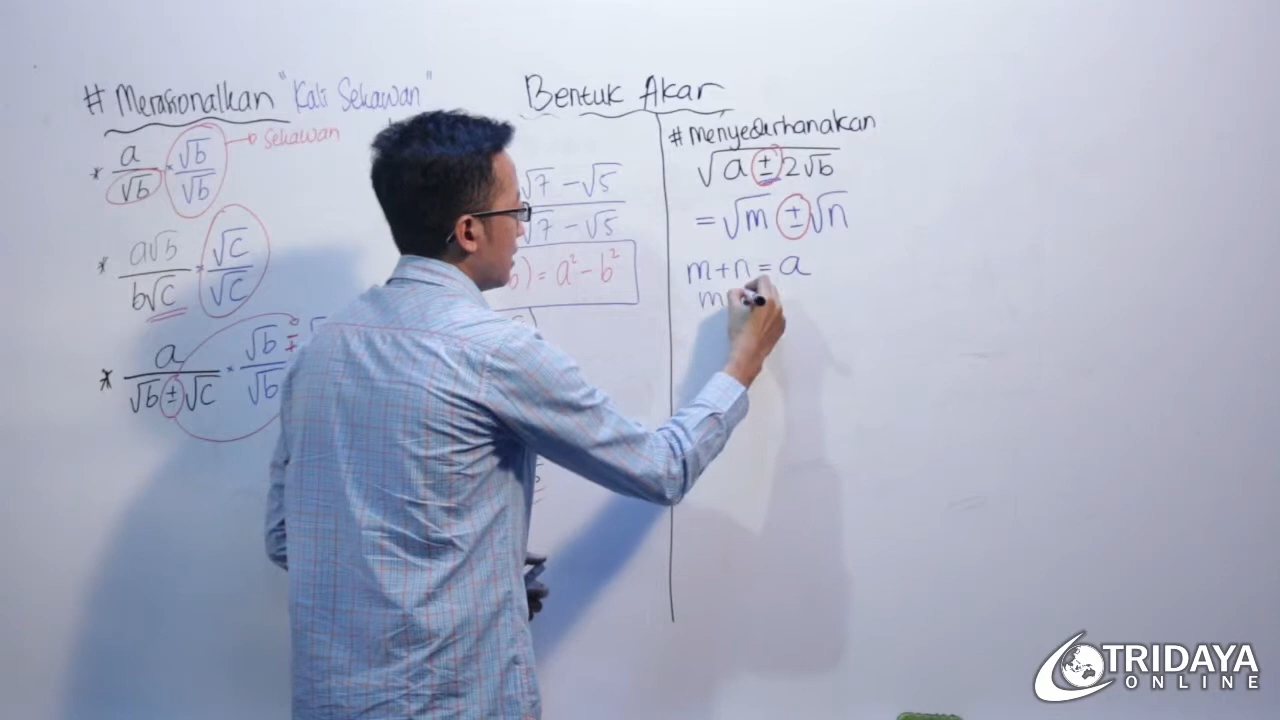 # Merasionalkan "Kali Sekawan"
* a/√b × √b/√b → Sekawan
* a√b/b√c × √c/√c
* a/(√b ± √c) × √b ∓ √
√b
Bentuk Akar
√7 - √5
√7 - √5
b) = a² - b²
# menyederhanakan
√(a ± 2√b)
= √m ± √n
m + n = a
m
TRIDAYA
ONLINE